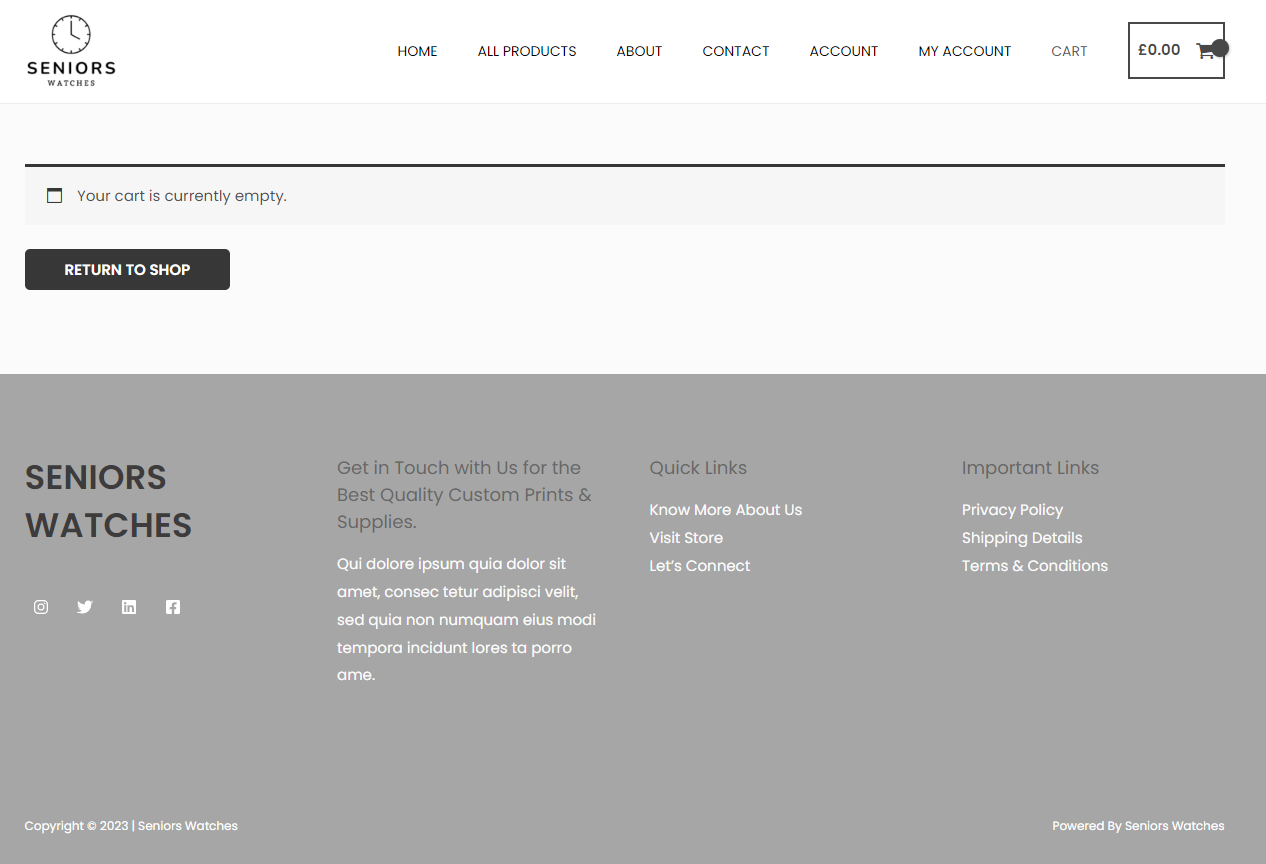 SENIORS
WATCHES
HOME ALL PRODUCTS ABOUT CONTACT ACCOUNT MY ACCOUNT CART £0.00
Your cart is currently empty.
RETURN TO SHOP
SENIORS
WATCHES
Get in Touch with Us for the
Best Quality Custom Prints &
Supplies.
Qui dolore ipsum quia dolor sit
amet, consec tetur adipisci velit,
sed quia non numquam eius modi
tempora incidunt lores ta porro
ame.
Quick Links
Know More About Us
Visit Store
Let’s Connect
Important Links
Privacy Policy
Shipping Details
Terms & Conditions
Copyright © 2023 | Seniors Watches
Powered By Seniors Watches